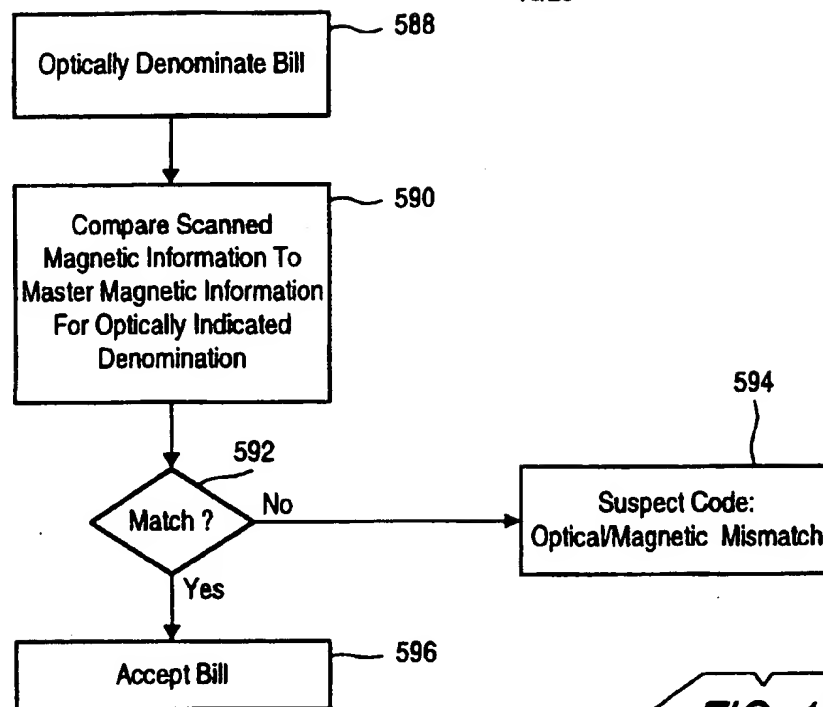 588
Optically Denominate Bill
590
Compare Scanned
Magnetic Information To
Master Magnetic Information
For Optically Indicated
Denomination
592
Match ?
No
Yes
594
Suspect Code:
Optical/Magnetic Mismatch
596
Accept Bill